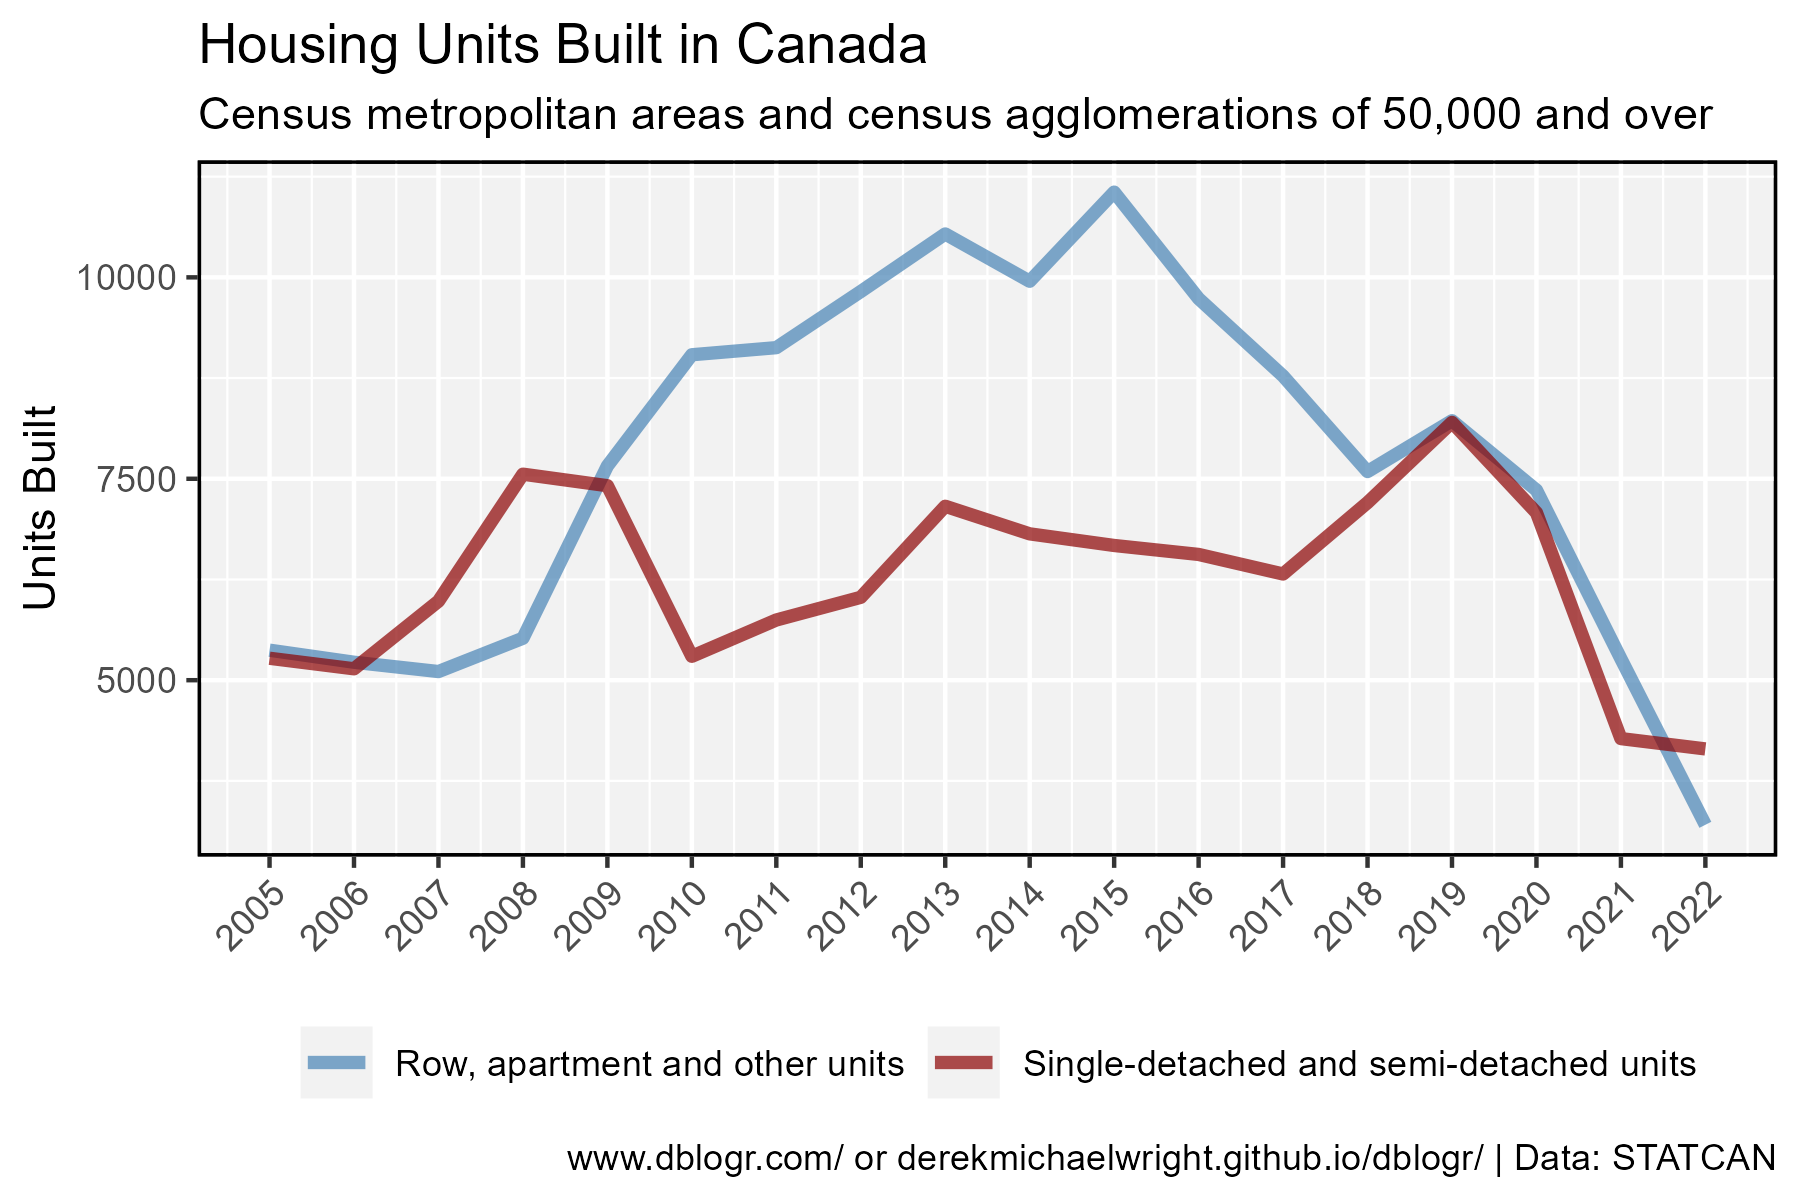 Housing Units Built in Canada
Census metropolitan areas and census agglomerations of 50,000 and over
Units Built
10000
7500
5000
2005 2006 2007 2008 2009 2010 2011 2012 2013 2014 2015 2016 2017 2018 2019 2020 2021 2022
Row, apartment and other units Single-detached and semi-detached units
www.dblogr.com/ or derekmichaelwright.github.io/dblogr/ | Data: STATCAN